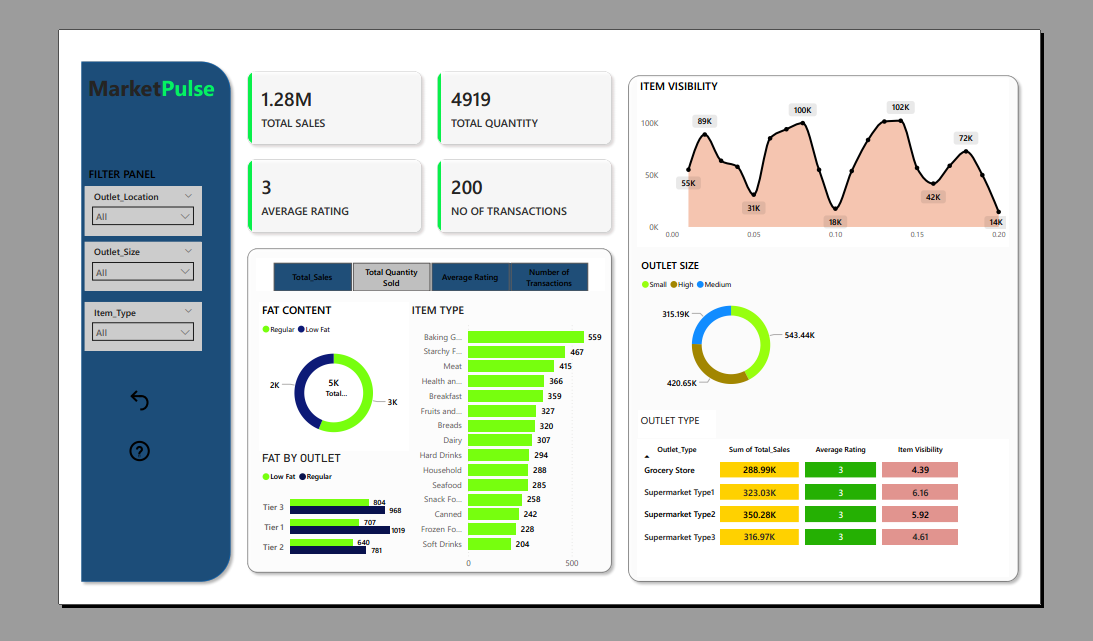 MarketPulse
FILTER PANEL
Outlet_Location
All
Outlet_Size
All
Item_Type
All
1.28M
TOTAL SALES
4919
TOTAL QUANTITY
3
AVERAGE RATING
200
NO OF TRANSACTIONS
Total_Sales
Total Quantity
Sold
Average Rating
Number of
Transactions
FAT CONTENT
Regular Low Fat
2K
5K
Total...
3K
FAT BY OUTLET
Low Fat Regular
Tier 3 804
968
Tier 1 707
1019
Tier 2 640
781
ITEM TYPE
Baking G... 559
Starchy F... 467
Meat 415
Health an... 366
Breakfast 359
Fruits and... 327
Breads 320
Dairy 307
Hard Drinks 294
Household 288
Seafood 285
Snack Fo... 258
Canned 242
Frozen Fo... 228
Soft Drinks 204
0 500
ITEM VISIBILITY
100K
50K
0K
55K
89K
31K
100K
18K
102K
42K
72K
14K
0.00 0.05 0.10 0.15 0.20
OUTLET SIZE
Small High Medium
315.19K
543.44K
420.65K
OUTLET TYPE
Outlet_Type Sum of Total_Sales Average Rating Item Visibility
Grocery Store 288.99K 3 4.39
Supermarket Type1 323.03K 3 6.16
Supermarket Type2 350.28K 3 5.92
Supermarket Type3 316.97K 3 4.61